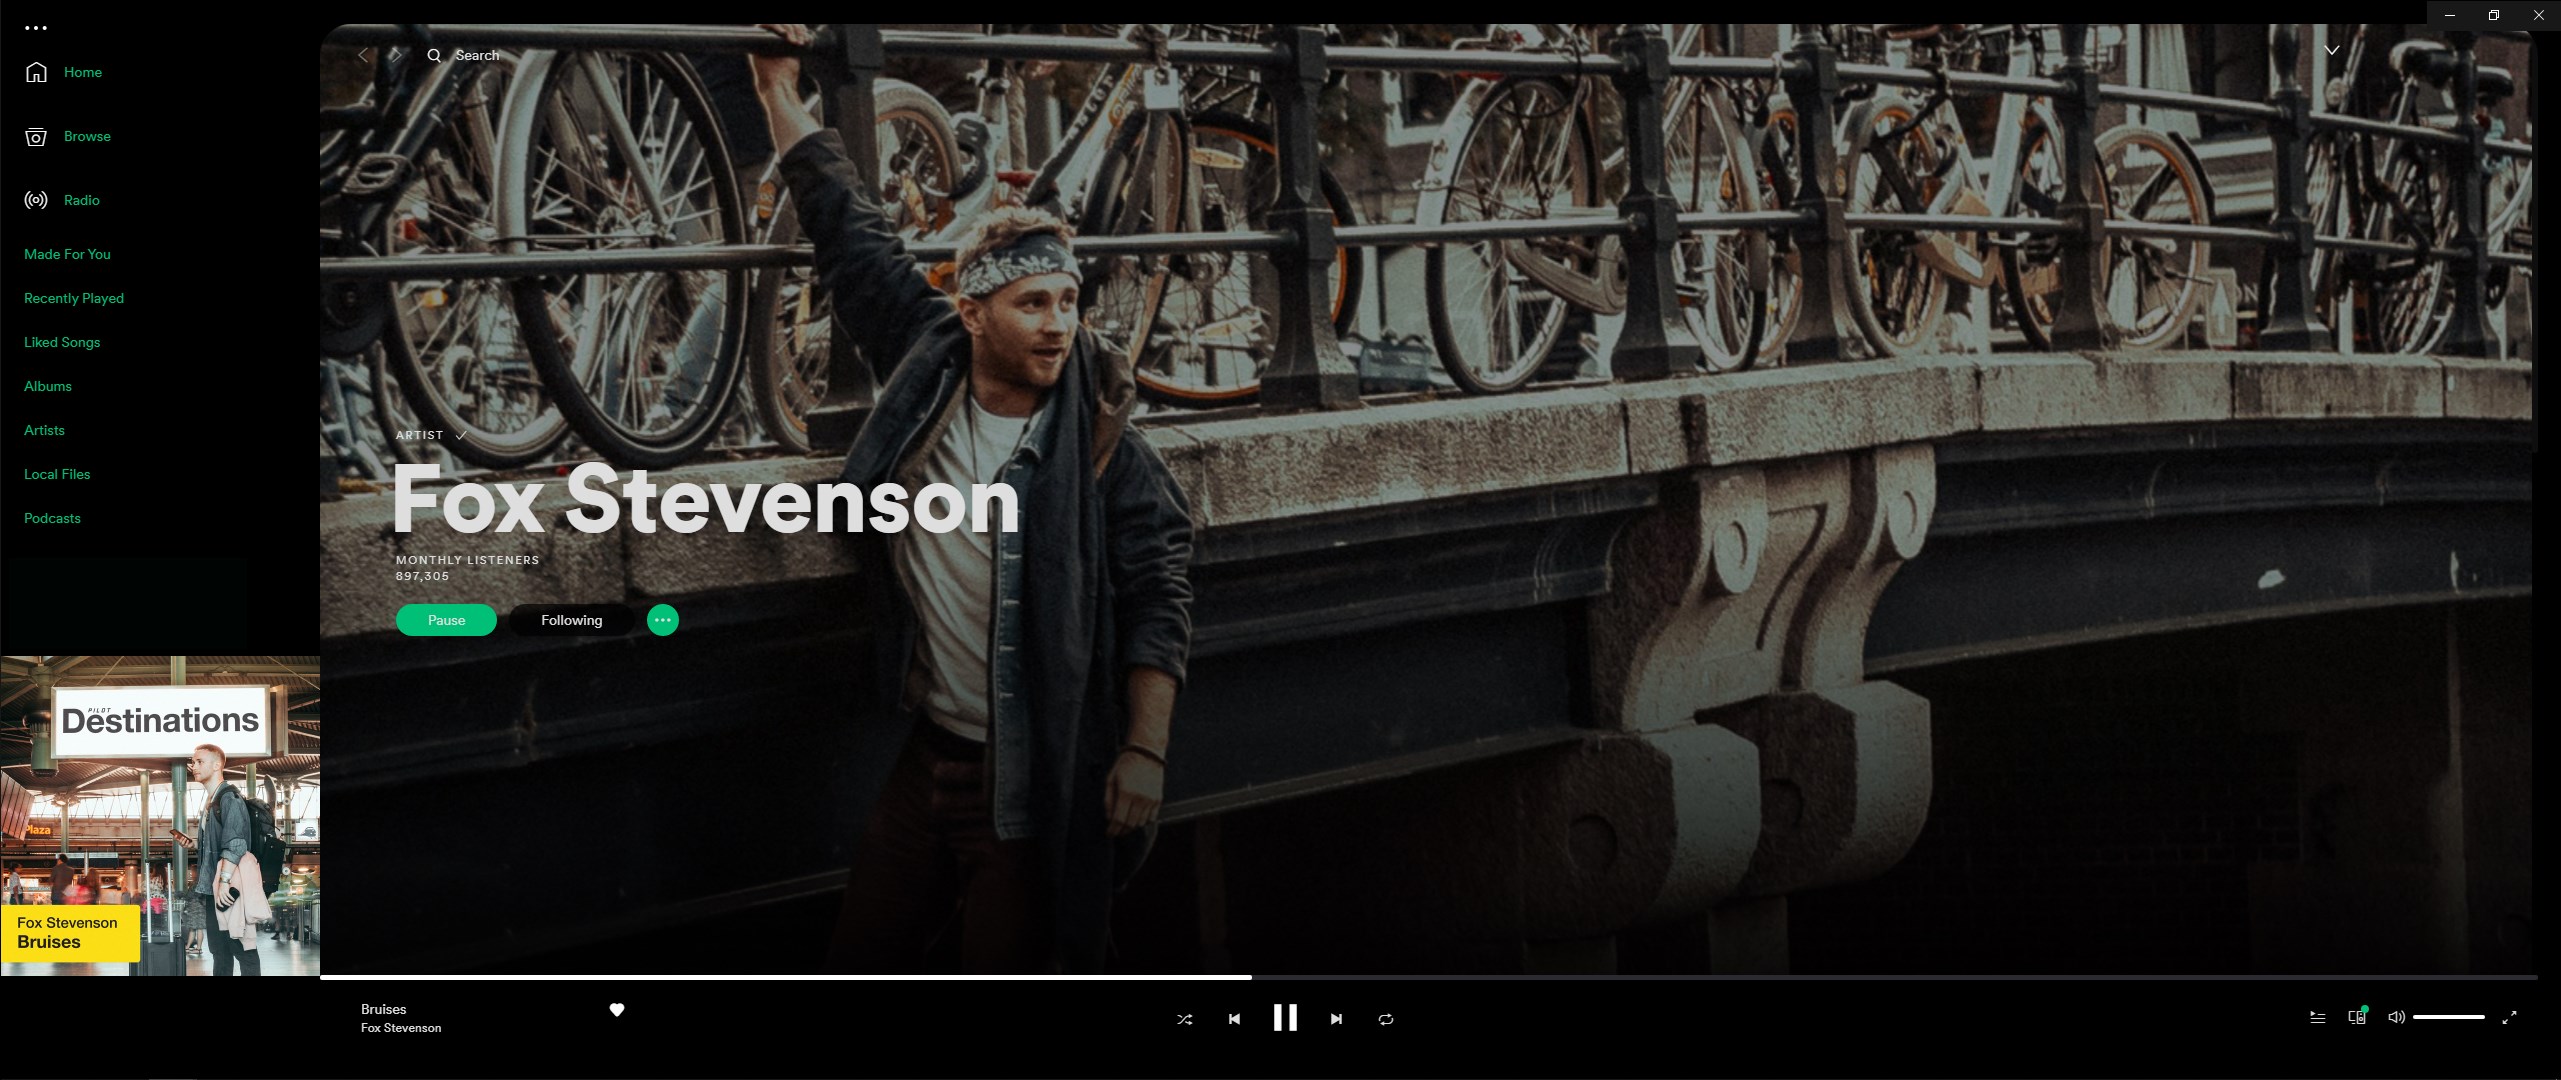 Search
Home
Browse
Radio
Made For You
Recently Played
Liked Songs
Albums
Artists
Local Files
Podcasts
ARTIST
Fox Stevenson
MONTHLY LISTENERS
897,305
Pause
Following
PILOT
Destinations
Plaza
Fox Stevenson
Bruises
Bruises
Fox Stevenson